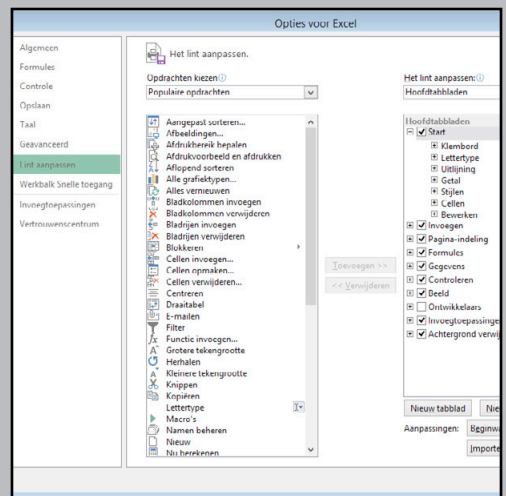 Opties voor Excel
Algemeen
Formules
Controle
Opslaan
Taal
Geavanceerd
Lint aanpassen
Werkbalk Snelle toegang
Invoegtoepassingen
Vertrouwenscentrum
Het lint aanpassen.
Opdrachten kiezen
Populaire opdrachten
Aangepast sorteren...
Afbeeldingen...
Afdrukbereik bepalen
Afdrukvoorbeeld en afdrukken
Aflopend sorteren
Alle grafiektypen...
Alles vernieuwen
Bladkolommen invoegen
Bladkolommen verwijderen
Bladrijen invoegen
Bladrijen verwijderen
Blokkeren
Cellen invoegen...
Cellen opmaken...
Cellen verwijderen...
Centreren
Draaitabel
E-mailen
Filter
Functie invoegen...
Grotere tekengrootte
Herhalen
Kleinere tekengrootte
Knippen
Kopiëren
Lettertype
Macro's
Namen beheren
Nieuw
Nu berekenen
Toevoegen >>
<< Verwijderen
Het lint aanpassen:
Hoofdtabbladen
Hoofdtabbladen
Start
Klembord
Lettertype
Uitlijning
Getal
Stijlen
Cellen
Bewerken
Invoegen
Pagina-indeling
Formules
Gegevens
Controleren
Beeld
Ontwikkelaars
Invoegtoepassinge
Achtergrond verwij
Nieuw tabblad
Nie
Aanpassingen:
Beginw
Importe